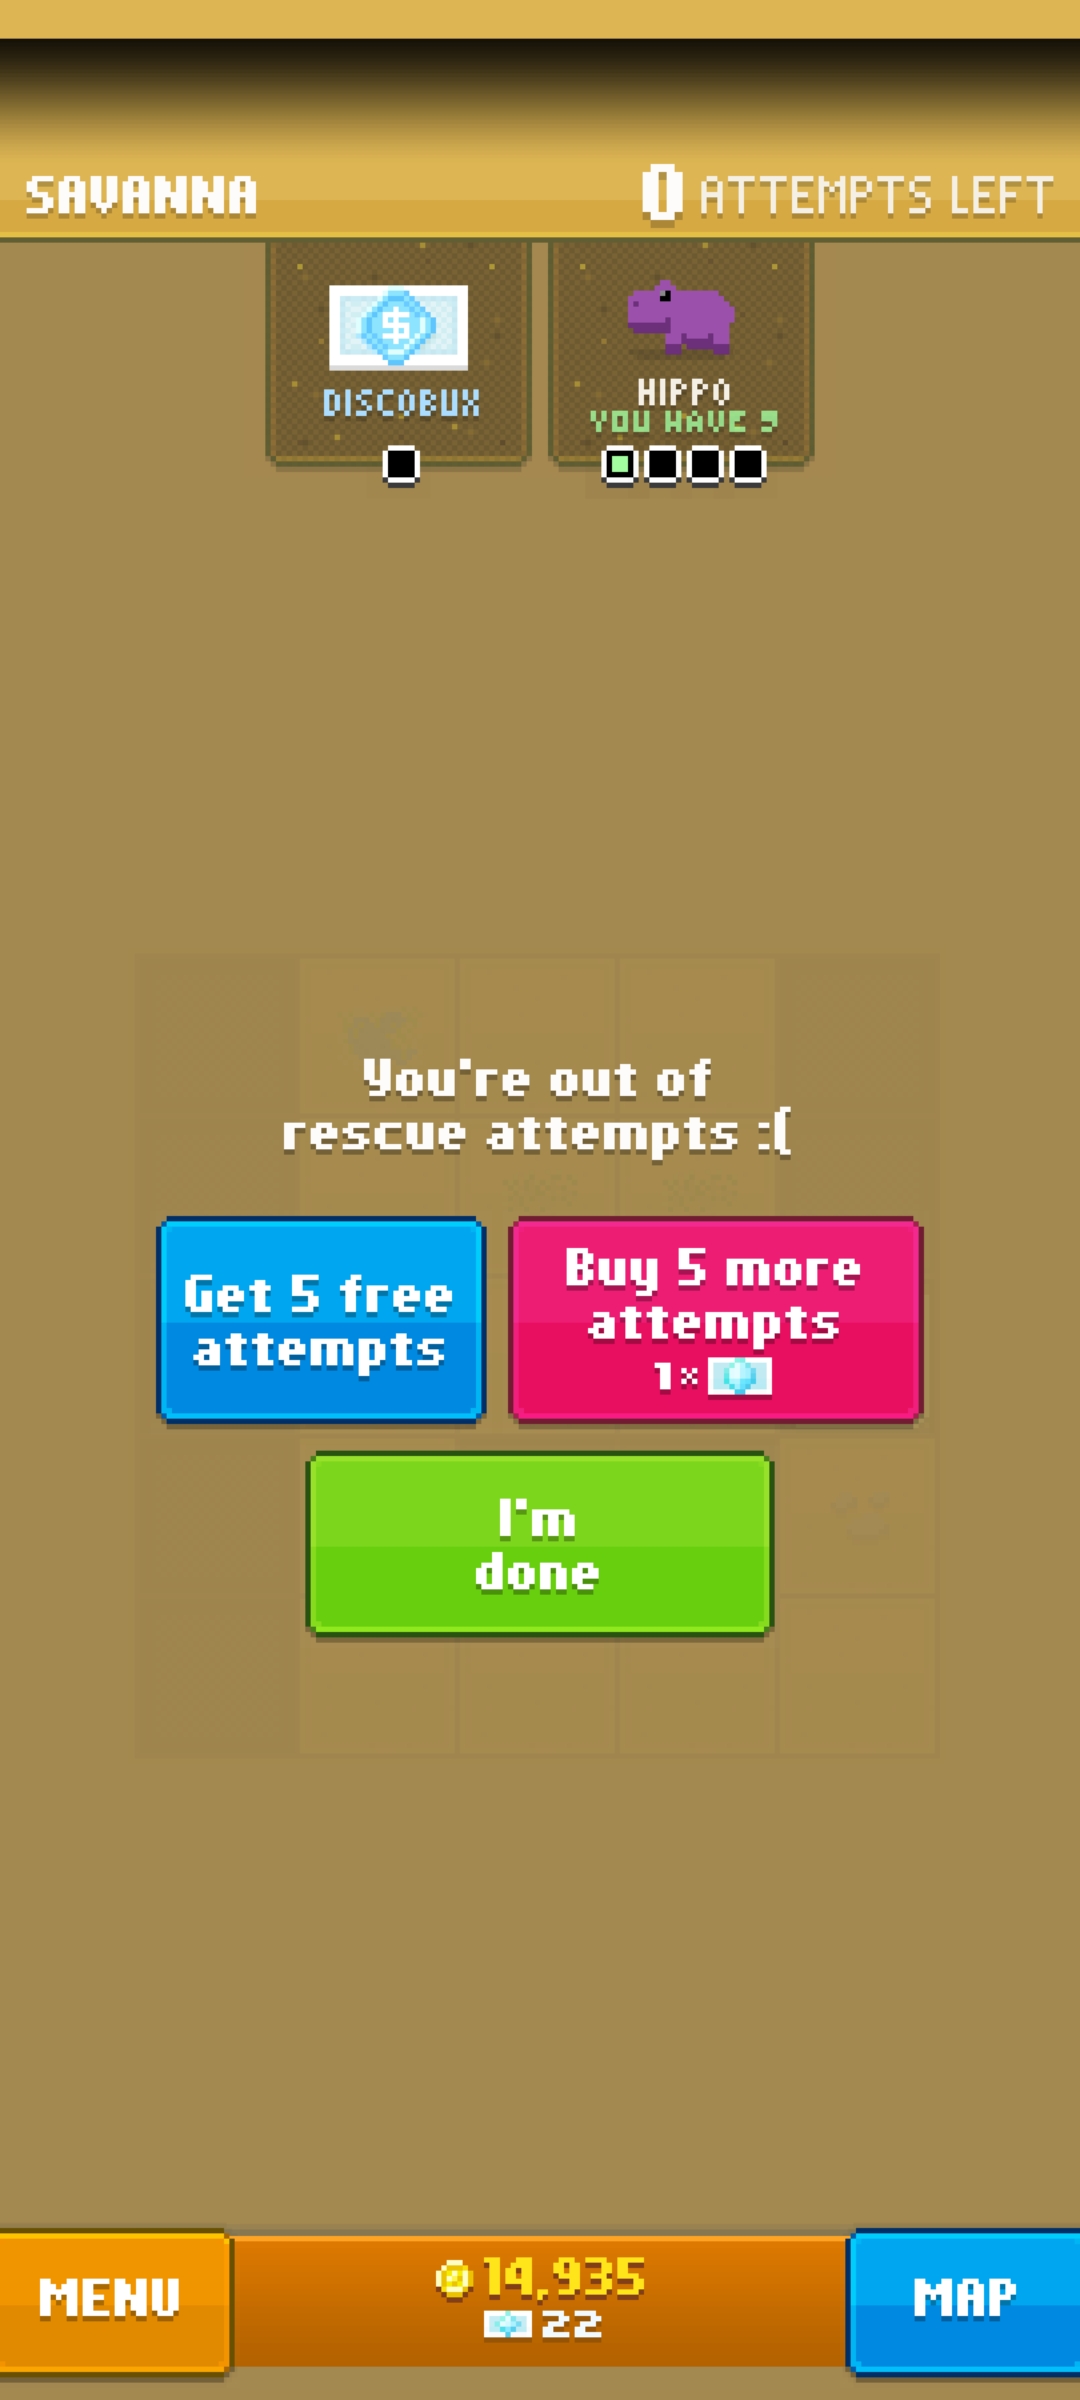 SAVANNA
0 ATTEMPTS LEFT
$
DISCOBUX
HIPPO
YOU HAVE 9
You're out of
rescue attempts :(
Get 5 free
attempts
Buy 5 more
attempts
1×
I'm
done
MENU
14,935
22
MAP